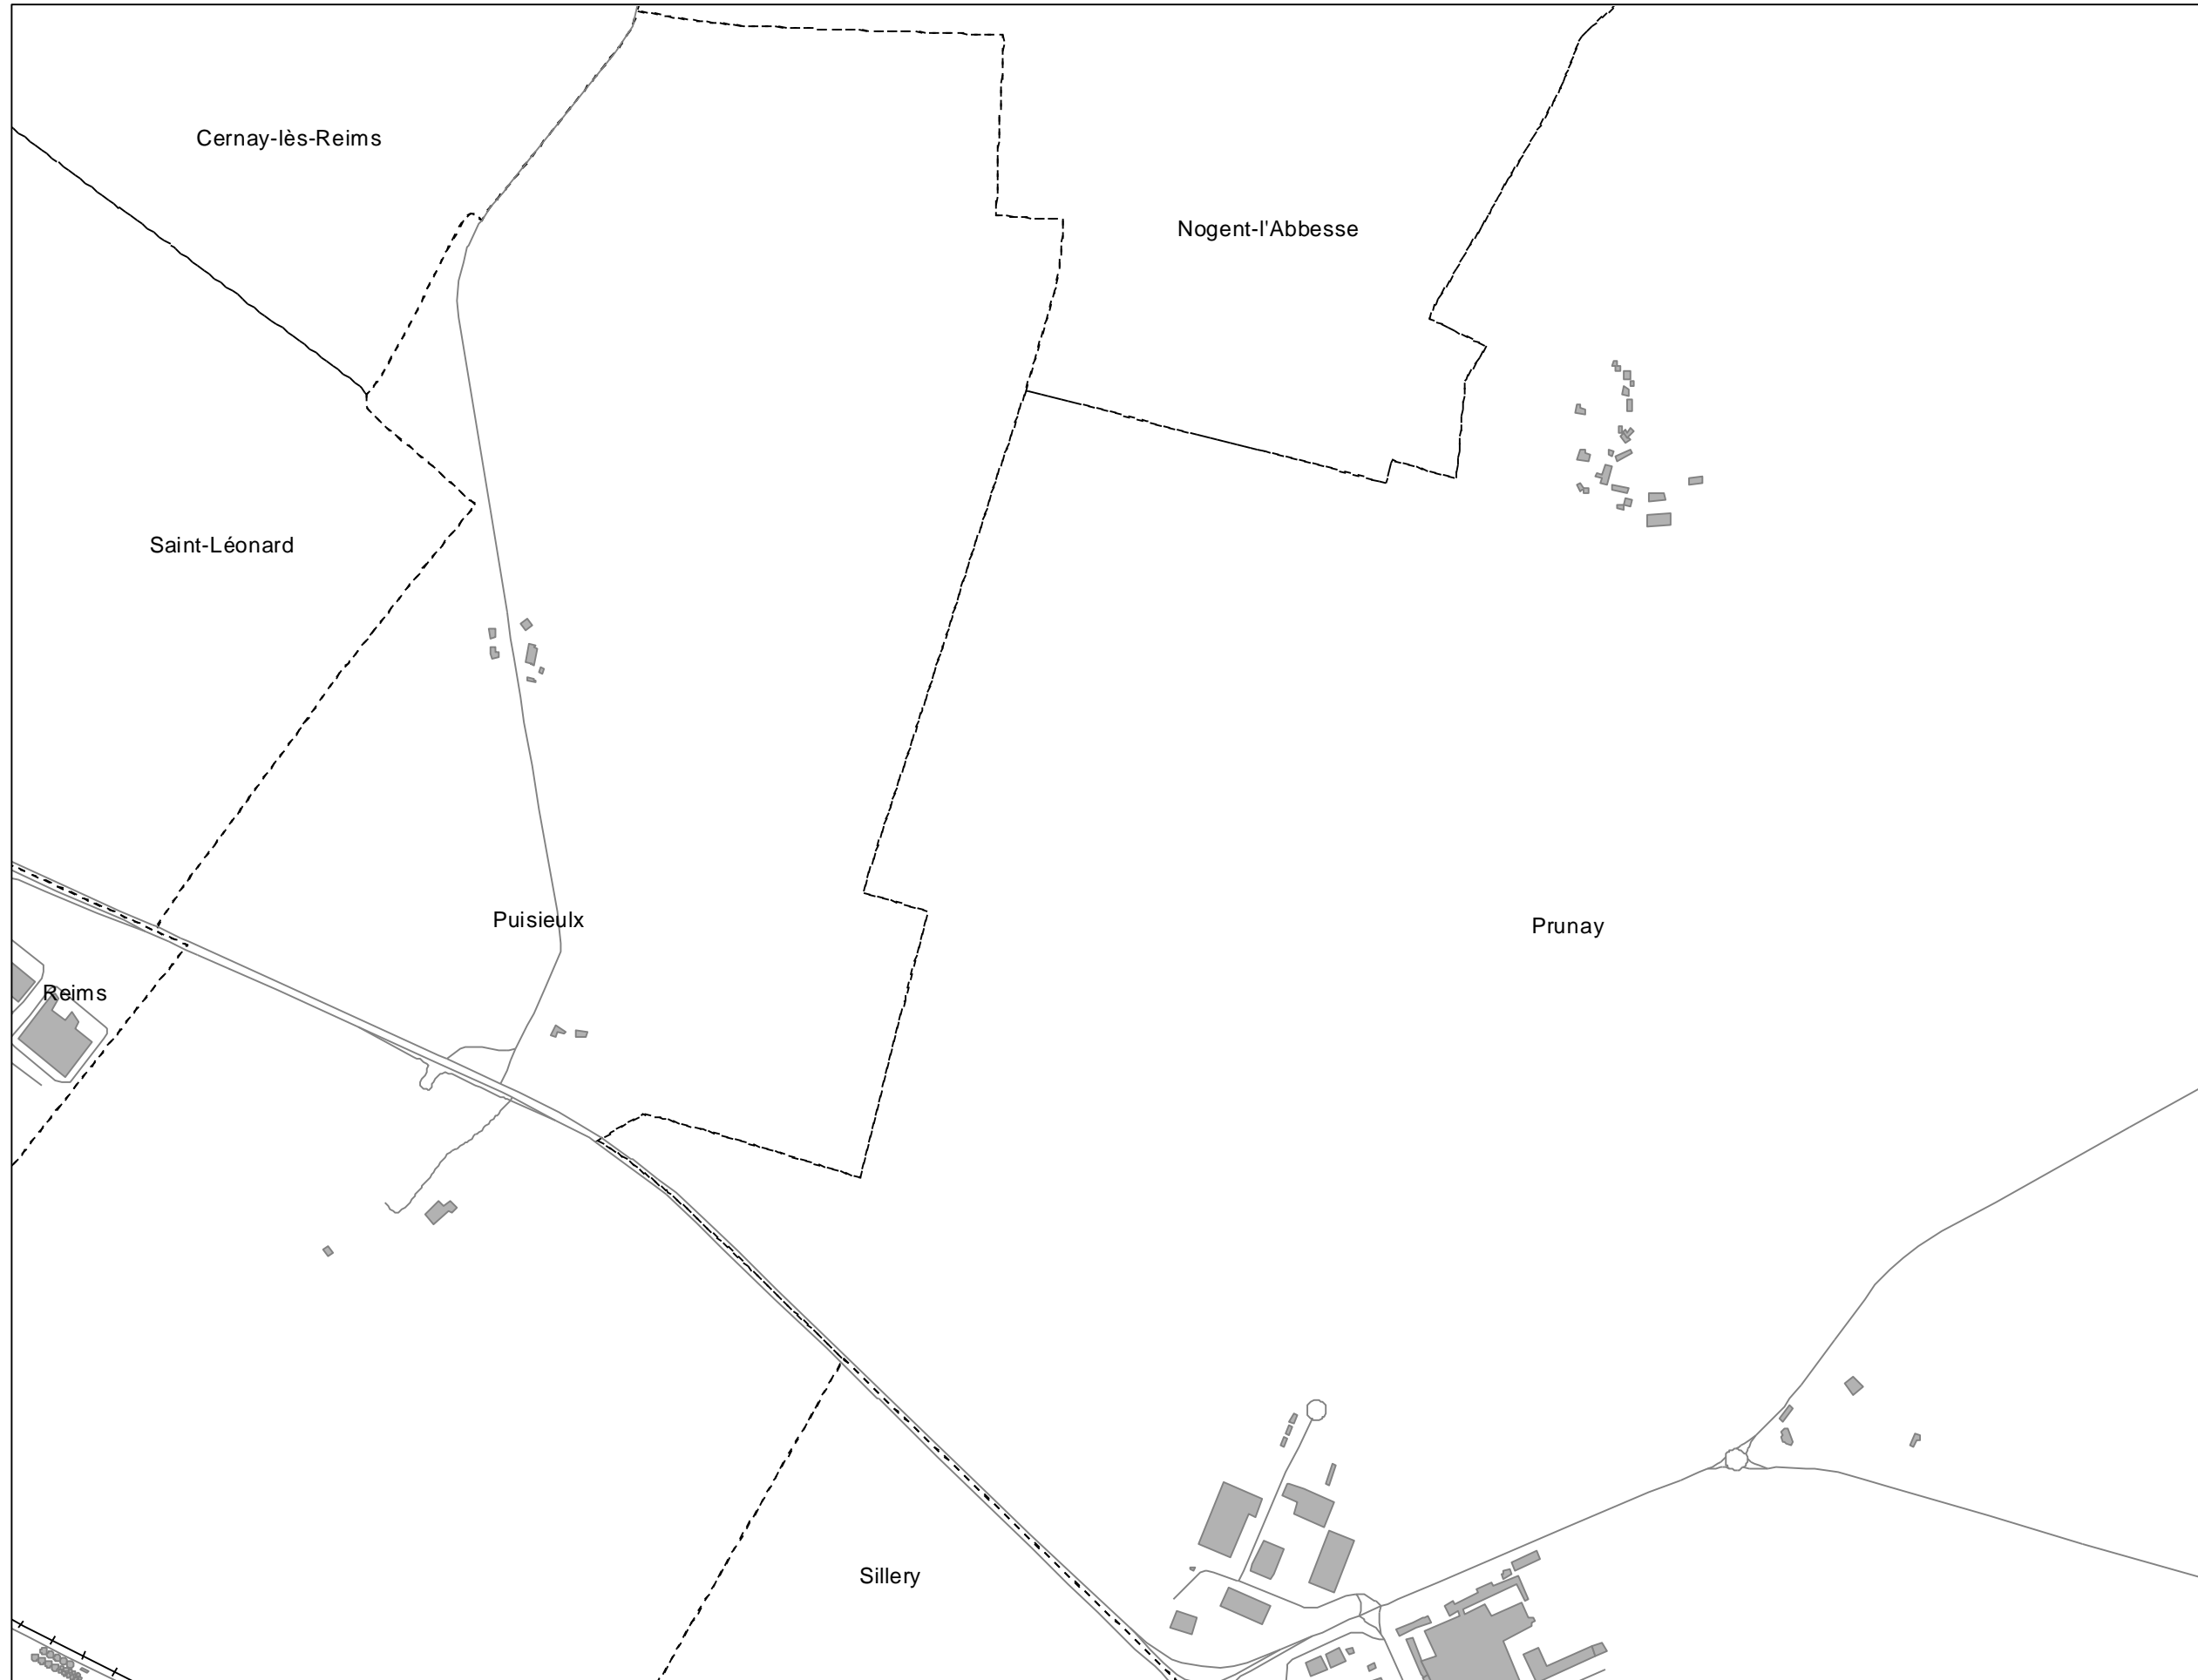 Cernay-lès-Reims
Nogent-l'Abbesse
Saint-Léonard
Puisieulx
Prunay
Reims
Sillery